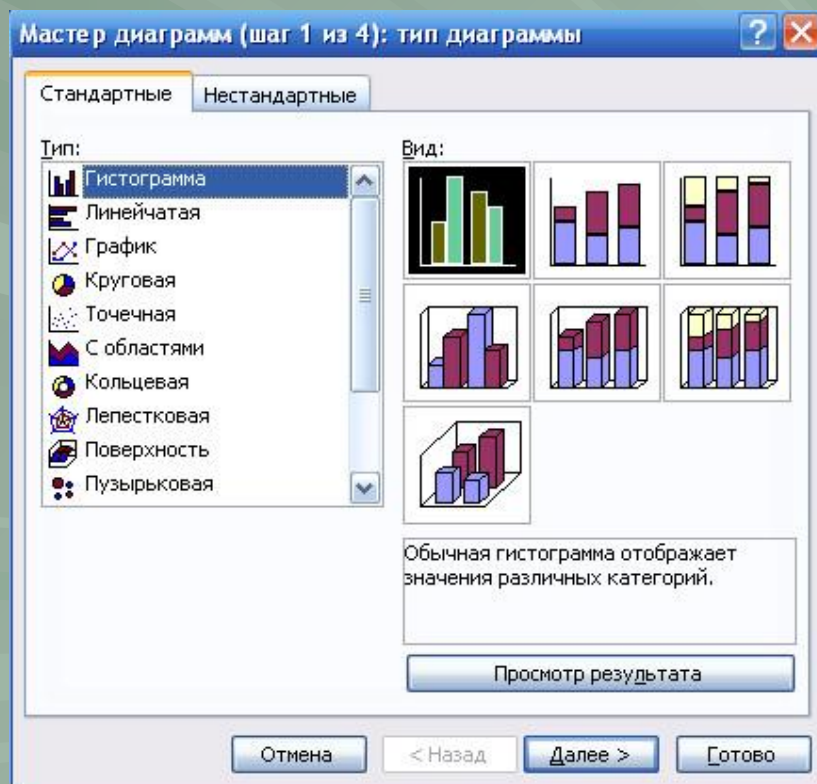 Мастер диаграмм (шаг 1 из 4): тип диаграммы
Стандартные Нестандартные
Тип:
Гистограмма
Линейчатая
График
Круговая
Точечная
С областями
Кольцевая
Лепестковая
Поверхность
Пузырьковая
Вид:
Обычная гистограмма отображает
значения различных категорий.
Просмотр результата
Отмена < Назад Далее > Готово